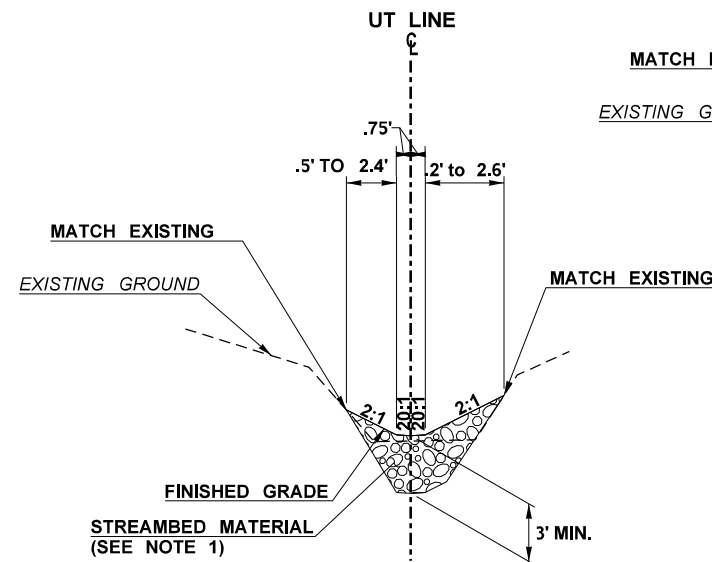 UT LINE
℄
MATCH
.75'
EXISTING
.5' TO 2.4'
.2' to 2.6'
MATCH EXISTING
EXISTING GROUND
MATCH EXISTING
2:1
20:1
20:1
2:1
FINISHED GRADE
STREAMBED MATERIAL
(SEE NOTE 1)
3' MIN.